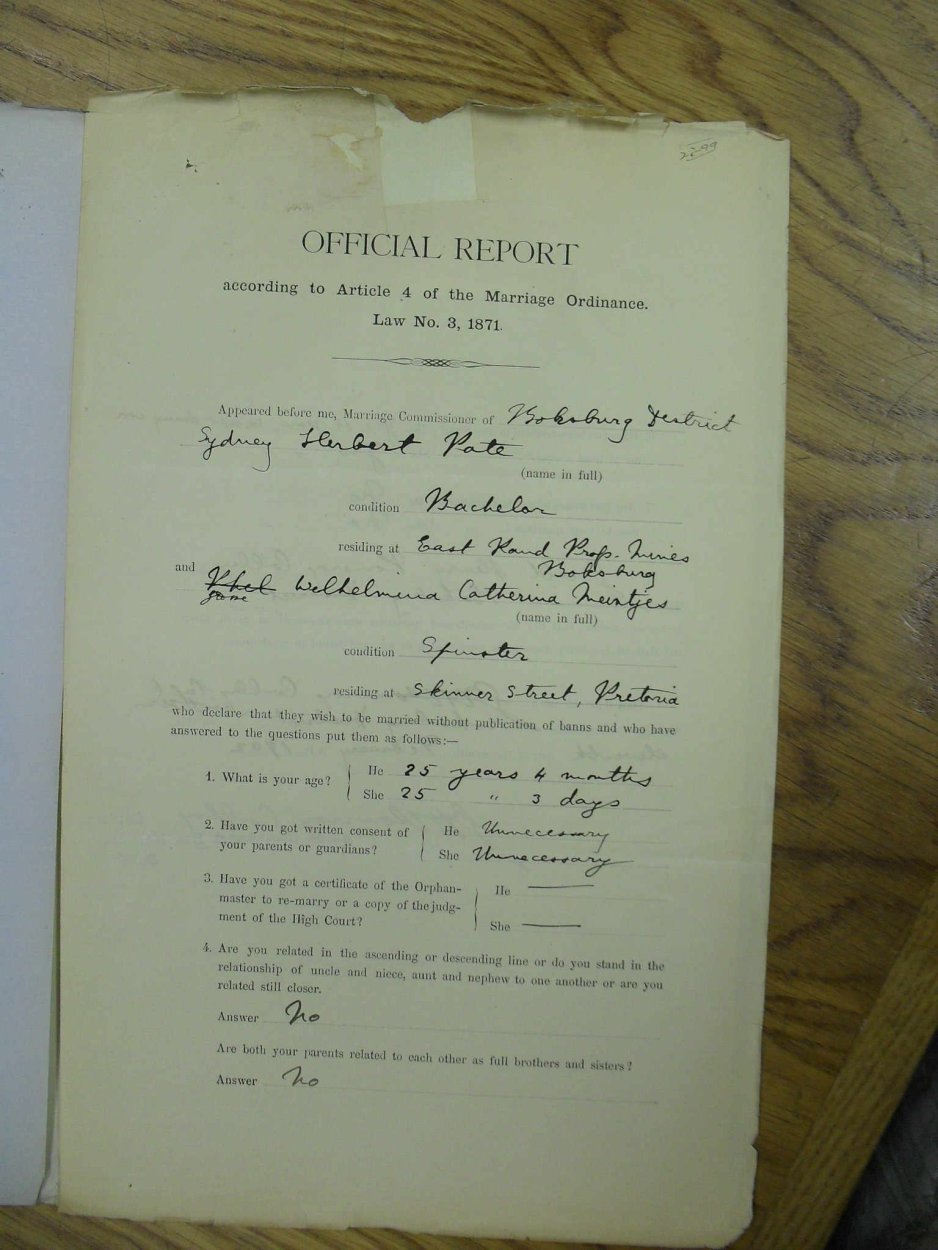 OFFICIAL REPORT
according to Article 4 of the Marriage Ordinance.
Law No. 3, 1871.
Appeared before me, Marriage Commissioner of Boksburg District
Sydney Herbert Pate
(name in full)
condition Bachelor
residing at East Rand Prop. Mines
Boksburg
and Wilhelmina Catherina Meintjes
(name in full)
condition Spinster
residing at Skinner Street, Pretoria
who declare that they wish to be married without publication of banns and who have
answered to the questions put them as follows:—
1. What is your age? He 25 years 4 months
She 25 " 3 days
2. Have you got written consent of He Unnecessary
your parents or guardians? She Unnecessary
3. Have you got a certificate of the Orphan- He —
master to re-marry or a copy of the judg-
ment of the High Court? She —
4. Are you related in the ascending or descending line or do you stand in the
relationship of uncle and niece, aunt and nephew to one another or are you
related still closer.
Answer No
Are both your parents related to each other as full brothers and sisters?
Answer No